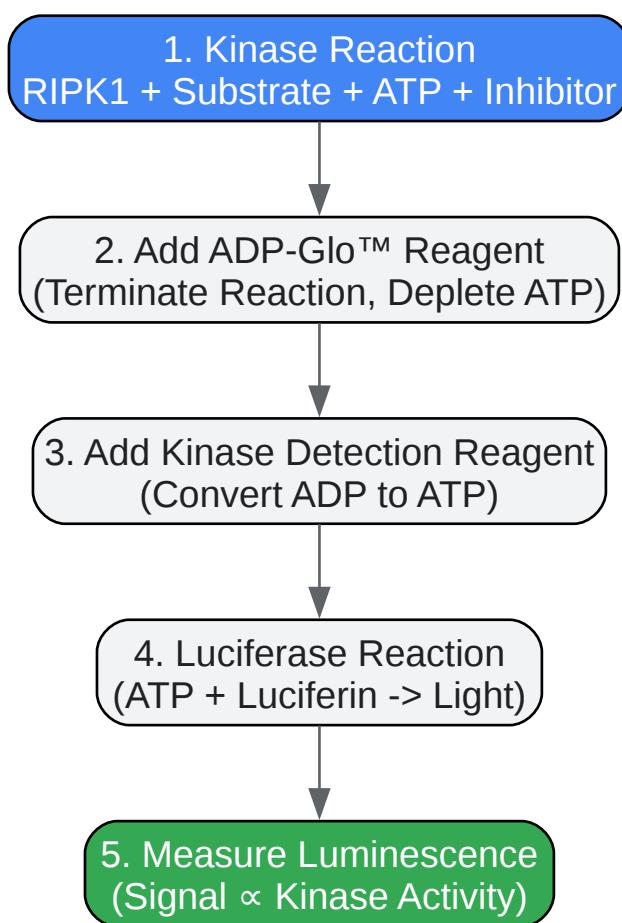 1. Kinase Reaction
RIPK1 + Substrate + ATP + Inhibitor
2. Add ADP-Glo™ Reagent
(Terminate Reaction, Deplete ATP)
3. Add Kinase Detection Reagent
(Convert ADP to ATP)
4. Luciferase Reaction
(ATP + Luciferin -> Light)
5. Measure Luminescence
(Signal ∝ Kinase Activity)